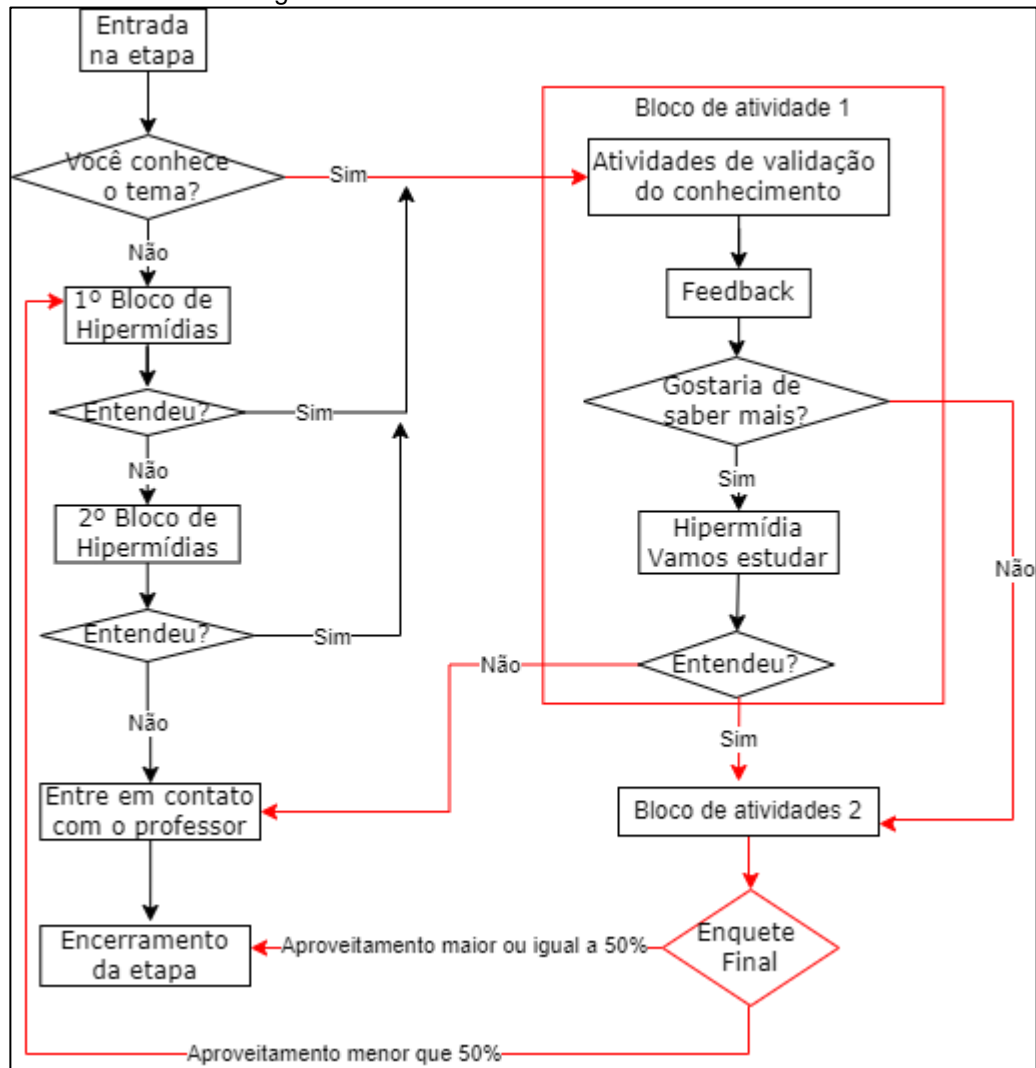 Entrada
na etapa
Você conhece
o tema?
Sim
Não
1º Bloco de
Hipermídias
Entendeu?
Sim
Não
2º Bloco de
Hipermídias
Entendeu?
Sim
Não
Entre em contato
com o professor
Encerramento
da etapa
Bloco de atividade 1
Atividades de validação
do conhecimento
Feedback
Gostaria de
saber mais?
Sim
Não
Hipermídia
Vamos estudar
Entendeu?
Não
Sim
Bloco de atividades 2
Enquete
Final
Aproveitamento maior ou igual a 50%
Aproveitamento menor que 50%